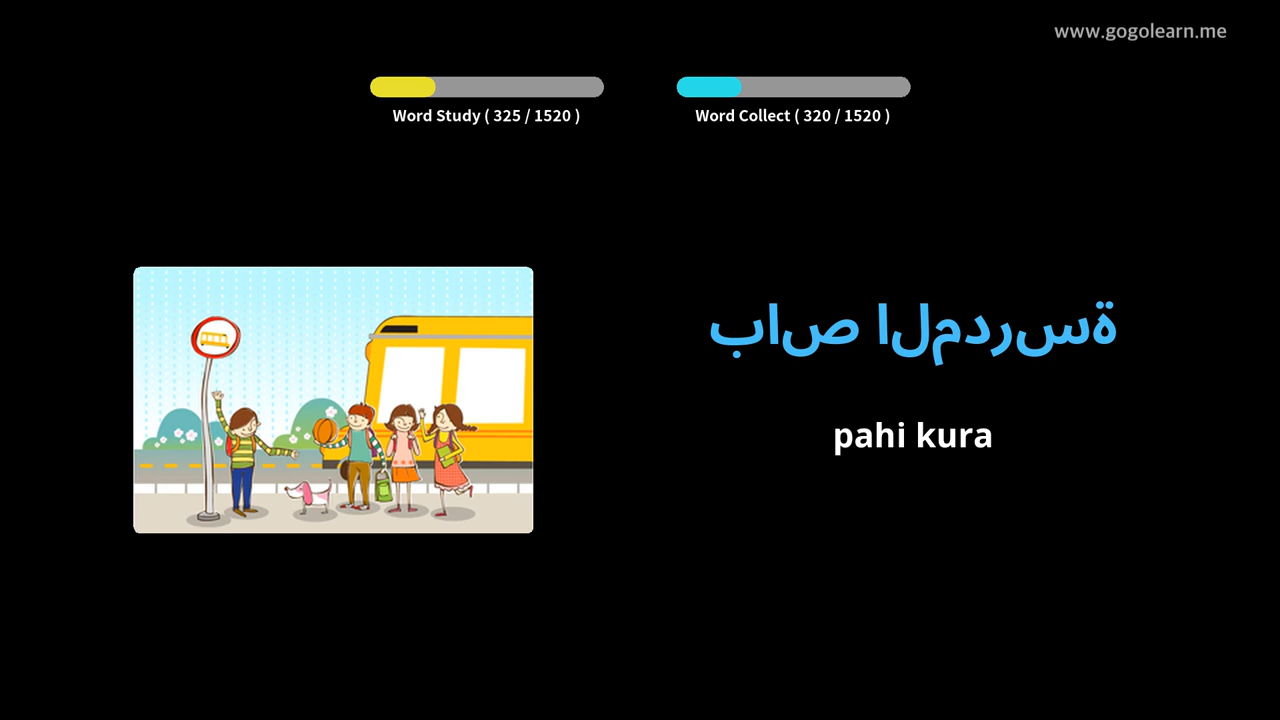 www.gogolearn.me
Word Study ( 325 / 1520 )
Word Collect ( 320 / 1520 )
باص المدرسة
pahi kura